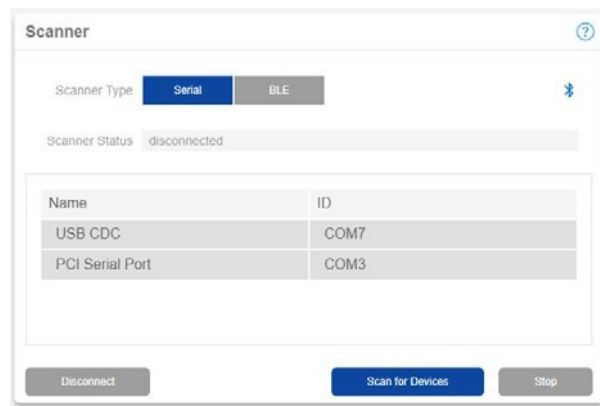 Scanner ?
Scanner Type Serial BLE
Scanner Status disconnected
Name ID
USB CDC COM7
PCI Serial Port COM3
Disconnect Scan for Devices Stop